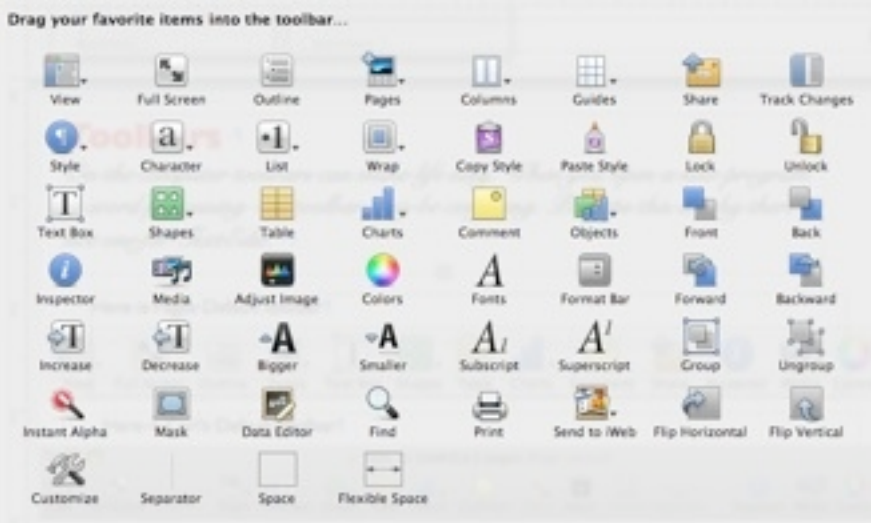 Drag your favorite items into the toolbar...
View Full Screen Outline Pages Columns Guides Share Track Changes
Style Character List Wrap Copy Style Paste Style Lock Unlock
Text Box Shapes Table Charts Comment Objects Front Back
Inspector Media Adjust Image Colors Fonts Format Bar Forward Backward
Increase Decrease Bigger Smaller Subscript Superscript Group Ungroup
Instant Alpha Mask Data Editor Find Print Send to iWeb Flip Horizontal Flip Vertical
Customize Separator Space Flexible Space
Toolbars